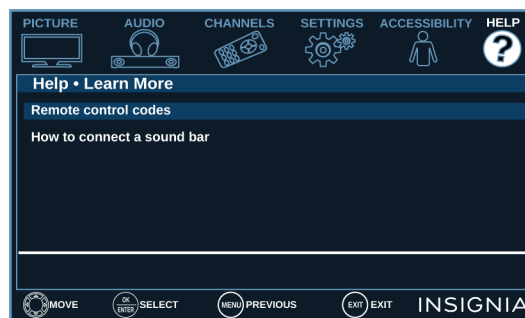 PICTURE AUDIO CHANNELS SETTINGS ACCESSIBILITY HELP
?
Help • Learn More
Remote control codes
How to connect a sound bar
MOVE OK ENTER SELECT MENU PREVIOUS EXIT EXIT INSIGNIA